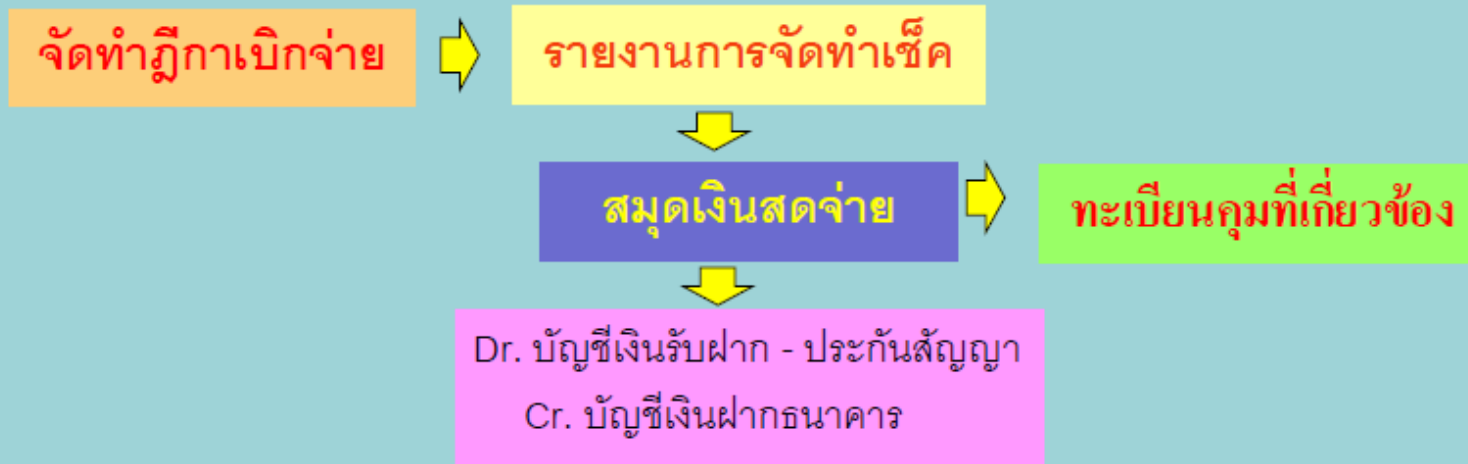 จัดทำฎีกาเบิกจ่าย
รายงานการจัดทำเช็ค
สมุดเงินสดจ่าย
ทะเบียนคุมที่เกี่ยวข้อง
Dr. บัญชีเงินรับฝาก - ประกันสัญญา
Cr. บัญชีเงินฝากธนาคาร